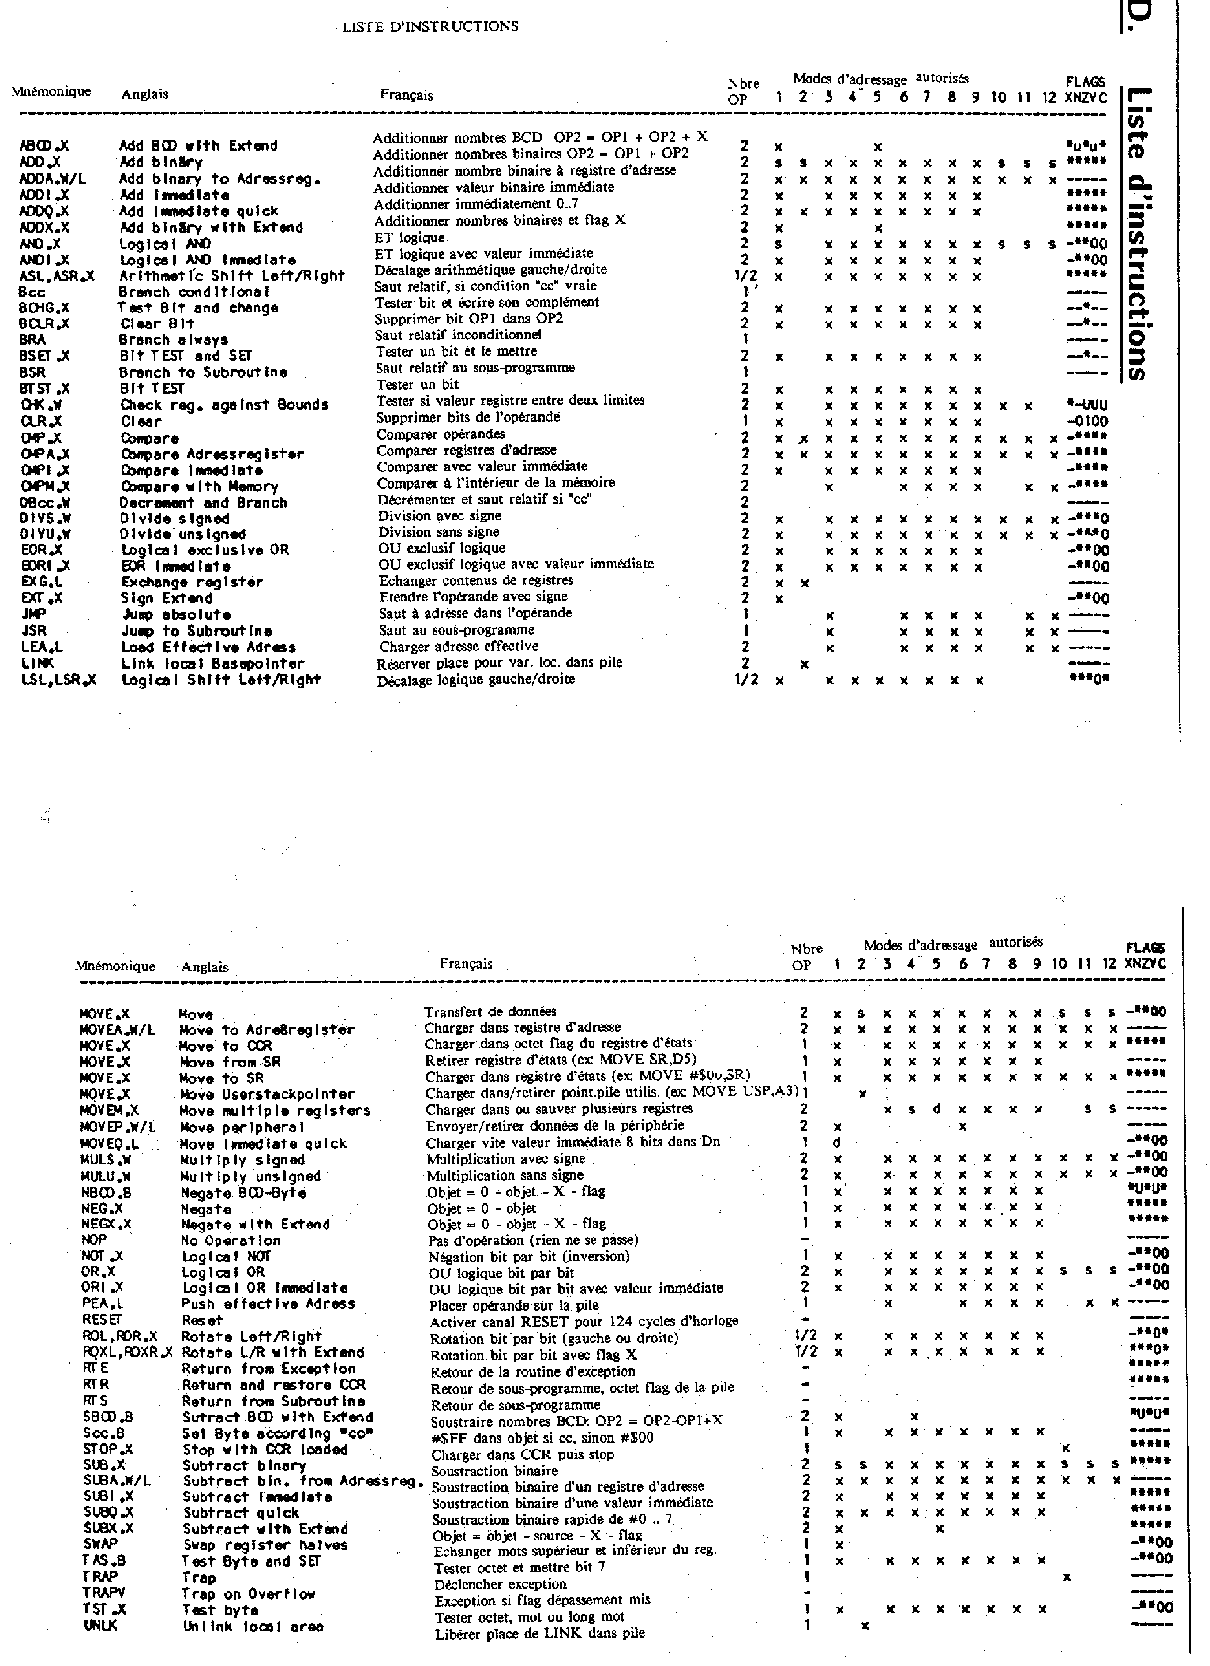 D. Liste d'instructions
LISTE D'INSTRUCTIONS
Mnémonique Anglais Français Nbre OP Modes d'adressage autorisés 1 2 3 4 5 6 7 8 9 10 11 12 FLAGS XNZVC
ABCD.X Add BCD with Extend Additionner nombres BCD OP2 = OP1 + OP2 + X 2 x x *u*u*
ADD.X Add binary Additionner nombres binaires OP2 = OP1 + OP2 2 s s x x x x x x x s s s *****
ADDA.W/L Add binary to Adressreg. Additionner nombre binaire à registre d'adresse 2 x x x x x x x x x x x x -----
ADDI.X Add Immediate Additionner valeur binaire immédiate 2 x x x x x x x x *****
ADDQ.X Add Immediate quick Additionner immédiatement 0..7 2 x x x x x x x x x *****
ADDX.X Add binary with Extend Additionner nombres binaires et flag X 2 x x *****
AND.X Logical AND ET logique 2 s x x x x x x x s s s -**00
ANDI.X Logical AND Immediate ET logique avec valeur immédiate 2 x x x x x x x x -**00
ASL,ASR.X Arithmetic Shift Left/Right Décalage arithmétique gauche/droite 1/2 x x x x x x x x *****
Bcc Branch conditional Saut relatif, si condition "cc" vraie 1 -----
BCHG.X Test Bit and change Tester bit et écrire son complément 2 x x x x x x x x --*--
BCLR.X Clear Bit Supprimer bit OP1 dans OP2 2 x x x x x x x x --*--
BRA Branch always Saut relatif inconditionnel 1 -----
BSET.X Bit TEST and SET Tester un bit et le mettre 2 x x x x x x x x --*--
BSR Branch to Subroutine Saut relatif au sous-programme 1 -----
BTST.X Bit TEST Tester un bit 2 x x x x x x x x
CHK.W Check reg. against Bounds Tester si valeur registre entre deux limites 2 x x x x x x x x x x *-UUU
CLR.X Clear Supprimer bits de l'opérande 1 x x x x x x x x -0100
CMP.X Compare Comparer opérandes 2 x x x x x x x x x x x x -****
CMPA.X Compare Adressregister Comparer registres d'adresse 2 x x x x x x x x x x x x -****
CMPI.X Compare Immediate Comparer avec valeur immédiate 2 x x x x x x x x -****
CMPM.X Compare with Memory Comparer à l'intérieur de la mémoire 2 x x x x x x x -****
DBcc.W Decrement and Branch Décrémenter et saut relatif si "cc" 2 -----
DIVS.W Divide signed Division avec signe 2 x x x x x x x x x x x -***0
DIVU.W Divide unsigned Division sans signe 2 x x x x x x x x x x x -***0
EOR.X Logical exclusive OR OU exclusif logique 2 x x x x x x x x -**00
EORI.X EOR Immediate OU exclusif logique avec valeur immédiate 2 x x x x x x x x -**00
EXG.L Exchange register Echanger contenus de registres 2 x x -----
EXT.X Sign Extend Etendre l'opérande avec signe 2 x -**00
JMP Jump absolute Saut à adresse dans l'opérande 1 x x x x x x x -----
JSR Jump to Subroutine Saut au sous-programme 1 x x x x x x x -----
LEA.L Load Effective Adress Charger adresse effective 2 x x x x x x x -----
LINK Link local Basepointer Réserver place pour var. loc. dans pile 2 x -----
LSL,LSR.X Logical Shift Left/Right Décalage logique gauche/droite 1/2 x x x x x x x x ***0*
Mnémonique Anglais Français Nbre OP Modes d'adressage autorisés 1 2 3 4 5 6 7 8 9 10 11 12 FLAGS XNZVC
MOVE.X Move Transfert de données 2 x s x x x x x x x s s s -**00
MOVEA.W/L Move to Adreßregister Charger dans registre d'adresse 2 x x x x x x x x x x x x -----
MOVE.X Move to CCR Charger dans octet flag du registre d'états 1 x x x x x x x x x x x *****
MOVE.X Move from SR Retirer registre d'états (ex: MOVE SR,D5) 1 x x x x x x x x -----
MOVE.X Move to SR Charger dans registre d'états (ex: MOVE #$00,SR) 1 x x x x x x x x x x x *****
MOVE.X Move Userstackpointer Charger dans/retirer point.pile utilis. (ex: MOVE USP,A3) 1 x -----
MOVEM.X Move multiple registers Charger dans ou sauver plusieurs registres 2 x s d x x x x s s -----
MOVEP.W/L Move peripheral Envoyer/retirer données de la périphérie 2 x x -----
MOVEQ.L Move Immediate quick Charger vite valeur immédiate 8 bits dans Dn 1 d -**00
MULS.W Multiply signed Multiplication avec signe 2 x x x x x x x x x x x -**00
MULU.W Multiply unsigned Multiplication sans signe 2 x x x x x x x x x x x -**00
NBCD.B Negate BCD-Byte Objet = 0 - objet - X - flag 1 x x x x x x x x *U*U*
NEG.X Negate Objet = 0 - objet 1 x x x x x x x x *****
NEGX.X Negate with Extend Objet = 0 - objet - X - flag 1 x x x x x x x x *****
NOP No Operation Pas d'opération (rien ne se passe) - -----
NOT.X Logical NOT Négation bit par bit (inversion) 1 x x x x x x x x -**00
OR.X Logical OR OU logique bit par bit 2 x x x x x x x x s s s -**00
ORI.X Logical OR Immediate OU logique bit par bit avec valeur immédiate 2 x x x x x x x x -**00
PEA.L Push effective Adress Placer opérande sur la pile 1 x x x x x x x -----
RESET Reset Activer canal RESET pour 124 cycles d'horloge - -----
ROL,ROR.X Rotate Left/Right Rotation bit par bit (gauche ou droite) 1/2 x x x x x x x x -**0*
ROXL,ROXR.X Rotate L/R with Extend Rotation bit par bit avec flag X 1/2 x x x x x x x x ***0*
RTE Return from Exception Retour de la routine d'exception - *****
RTR Return and restore CCR Retour de sous-programme, octet flag de la pile - *****
RTS Return from Subroutine Retour de sous-programme - -----
SBCD.B Sutract BCD with Extend Soustraire nombres BCD: OP2 = OP2-OP1+X 2 x x *U*U*
Scc.B Set Byte according "cc" #$FF dans objet si cc, sinon #$00 1 x x x x x x x x -----
STOP.X Stop with CCR loaded Charger dans CCR puis stop 1 x *****
SUB.X Subtract binary Soustraction binaire 2 s s x x x x x x x s s s *****
SUBA.W/L Subtract bin. from Adressreg. Soustraction binaire d'un registre d'adresse 2 x x x x x x x x x x x x -----
SUBI.X Subtract Immediate Soustraction binaire d'une valeur immédiate 2 x x x x x x x x *****
SUBQ.X Subtract quick Soustraction binaire rapide de #0 .. 7 2 x x x x x x x x x *****
SUBX.X Subtract with Extend Objet = objet - source - X - flag 2 x x *****
SWAP Swap register halves Echanger mots supérieur et inférieur du reg. 1 x -**00
TAS.B Test Byte and SET Tester octet et mettre bit 7 1 x x x x x x x x -**00
TRAP Trap Déclencher exception 1 x -----
TRAPV Trap on Overflow Exception si flag dépassement mis -----
TST.X Test byte Tester octet, mot ou long mot 1 x x x x x x x x -**00
UNLK Unlink local area Libérer place de LINK dans pile 1 x -----